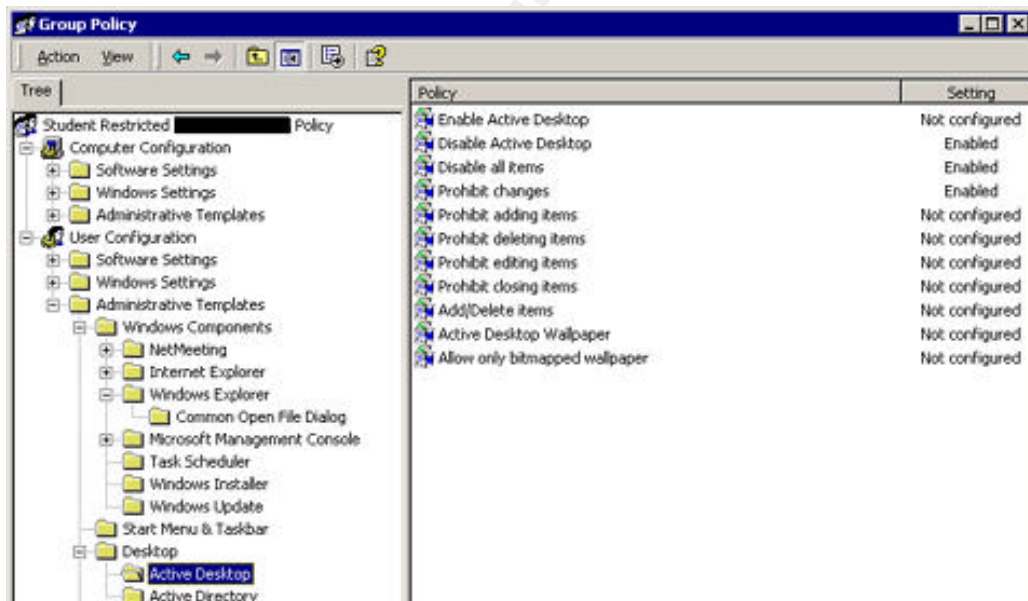 Group Policy
Action View
Tree
Policy Setting
Student Restricted Policy
Computer Configuration
Software Settings
Windows Settings
Administrative Templates
User Configuration
Software Settings
Windows Settings
Administrative Templates
Windows Components
NetMeeting
Internet Explorer
Windows Explorer
Common Open File Dialog
Microsoft Management Console
Task Scheduler
Windows Installer
Windows Update
Start Menu & Taskbar
Desktop
Active Desktop
Active Directory
Enable Active Desktop Not configured
Disable Active Desktop Enabled
Disable all items Enabled
Prohibit changes Enabled
Prohibit adding items Not configured
Prohibit deleting items Not configured
Prohibit editing items Not configured
Prohibit closing items Not configured
Add/Delete items Not configured
Active Desktop Wallpaper Not configured
Allow only bitmapped wallpaper Not configured